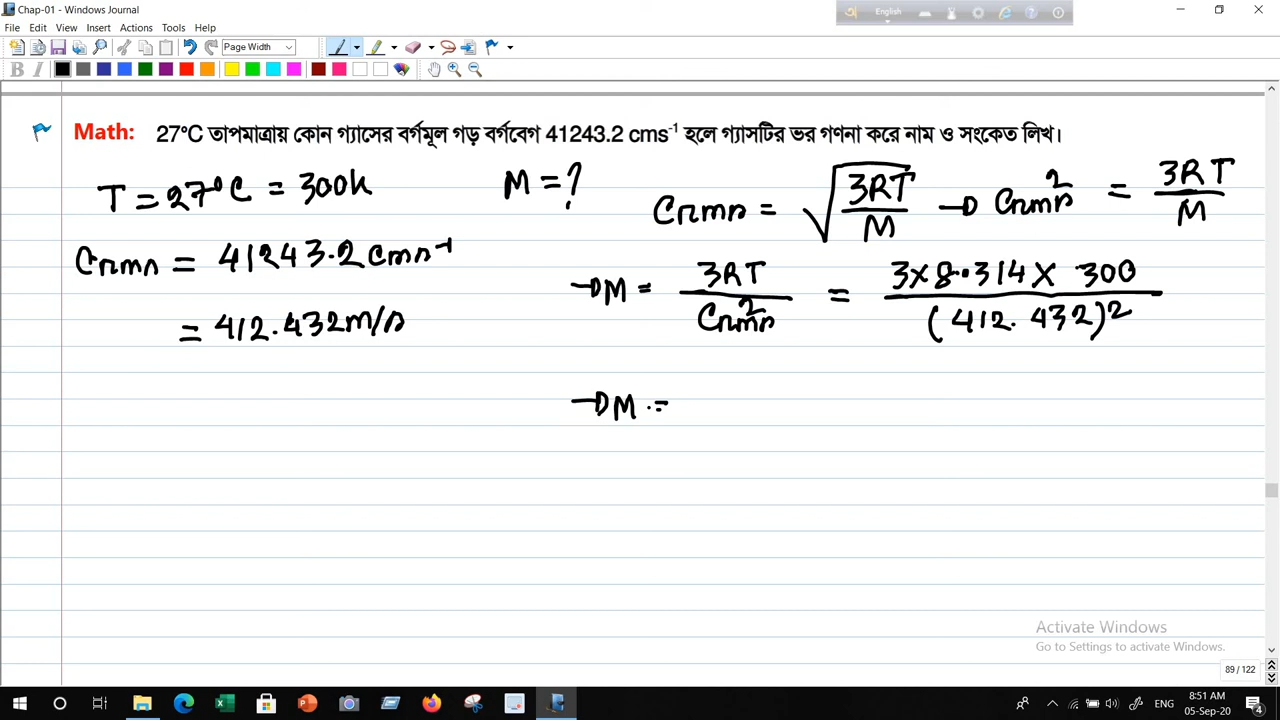 Chap-01 - Windows Journal
English
File Edit View Insert Actions Tools Help
Page Width
B I
Math: 27°C তাপমাত্রায় কোন গ্যাসের বর্গমূল গড় বর্গবেগ 41243.2 cms⁻¹ হলে গ্যাসটির ভর গণনা করে নাম ও সংকেত লিখ।
T = 27°C = 300k M = ? Crms = √(3RT/M) → Crms² = 3RT/M
Crms = 41243.2 cms⁻¹
→ M = 3RT/Crms² = 3×8.314×300/(412.432)²
= 412.432 m/s
→ M =
Activate Windows
Go to Settings to activate Windows.
89 / 122
ENG
8:51 AM
05-Sep-20
4